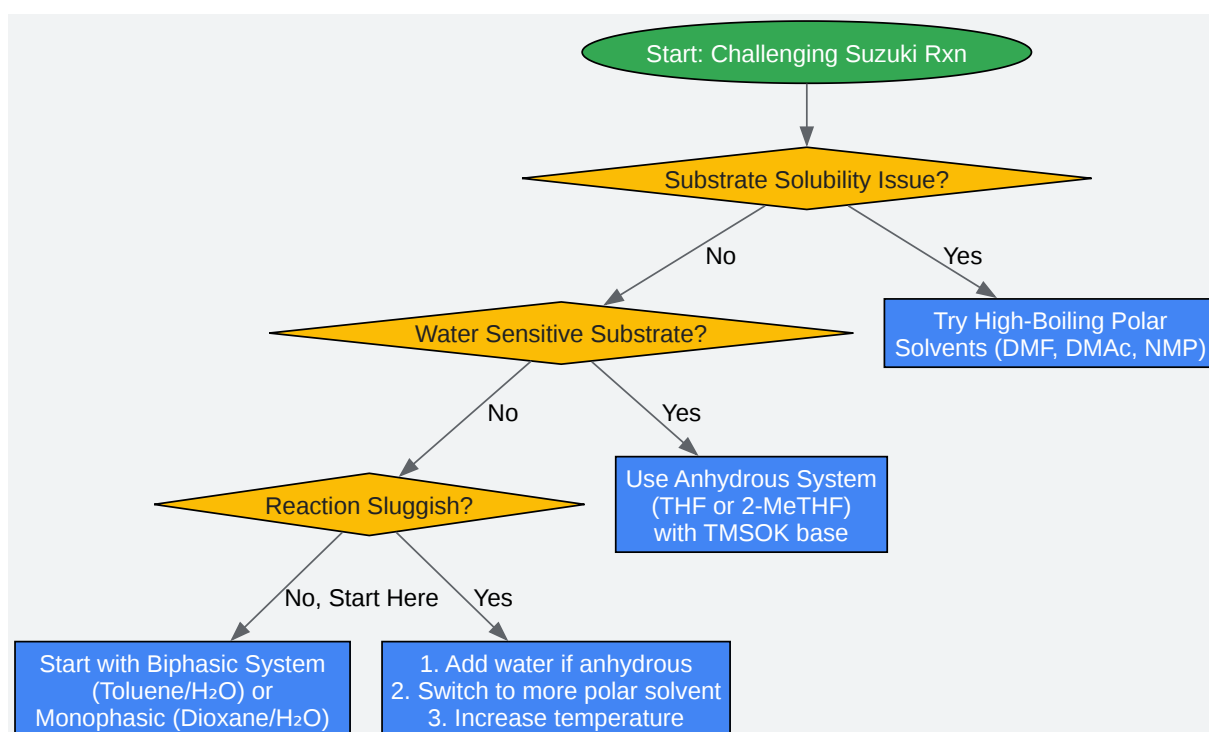 Start: Challenging Suzuki Rxn
Substrate Solubility Issue?
No
Yes
Try High-Boiling Polar
Solvents (DMF, DMAc, NMP)
Water Sensitive Substrate?
No
Yes
Use Anhydrous System
(THF or 2-MeTHF)
with TMSOK base
Reaction Sluggish?
No, Start Here
Yes
Start with Biphasic System
(Toluene/H₂O) or
Monophasic (Dioxane/H₂O)
1. Add water if anhydrous
2. Switch to more polar solvent
3. Increase temperature